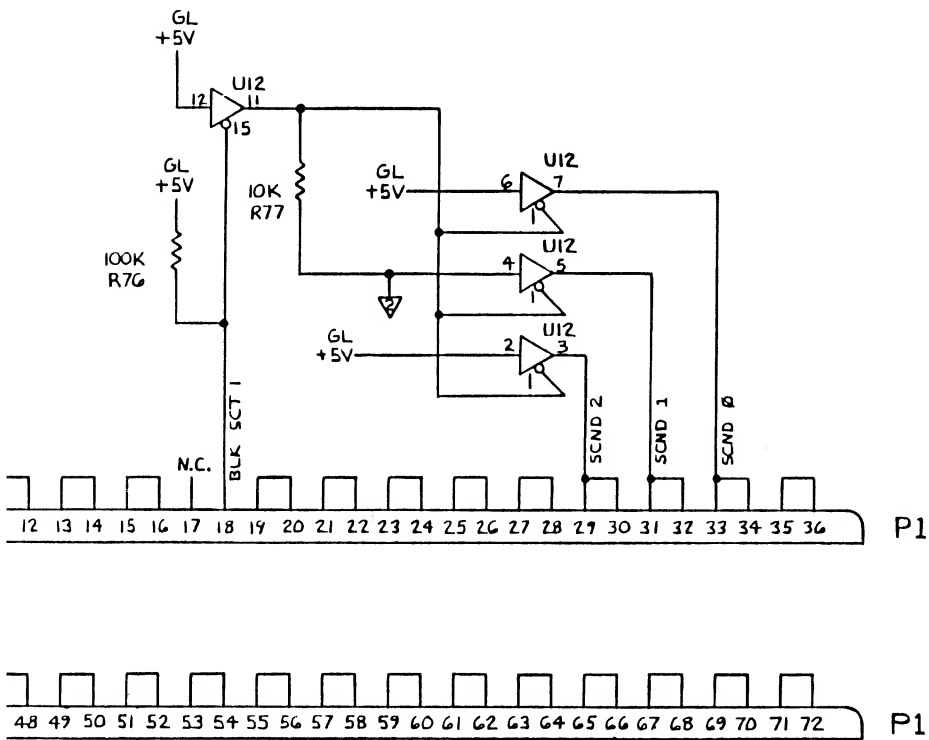 GL
+5V
U12
12
11
15
GL
+5V
10K
R77
100K
R76
GL
+5V
6
U12
7
1
U12
4
5
1
2
GL
+5V
2
U12
3
1
BLK SCT 1
SCND 2
SCND 1
SCND Ø
N.C.
12 13 14 15 16 17 18 19 20 21 22 23 24 25 26 27 28 29 30 31 32 33 34 35 36
P1
48 49 50 51 52 53 54 55 56 57 58 59 60 61 62 63 64 65 66 67 68 69 70 71 72
P1